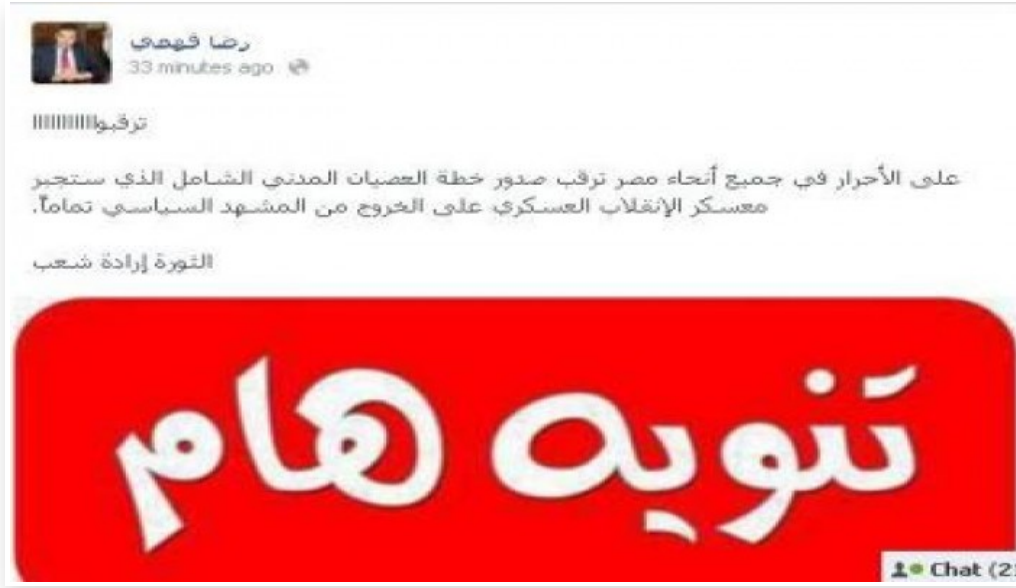 رضا فهمي
33 minutes ago
ترقبوااااااااااا
على الأحرار في جميع أنحاء مصر ترقب صدور خطة العصيان المدني الشامل الذي ستجبر
معسكر الإنقلاب العسكري على الخروج من المشهد السياسي تماماً.
الثورة إرادة شعب
تنويه هام
Chat